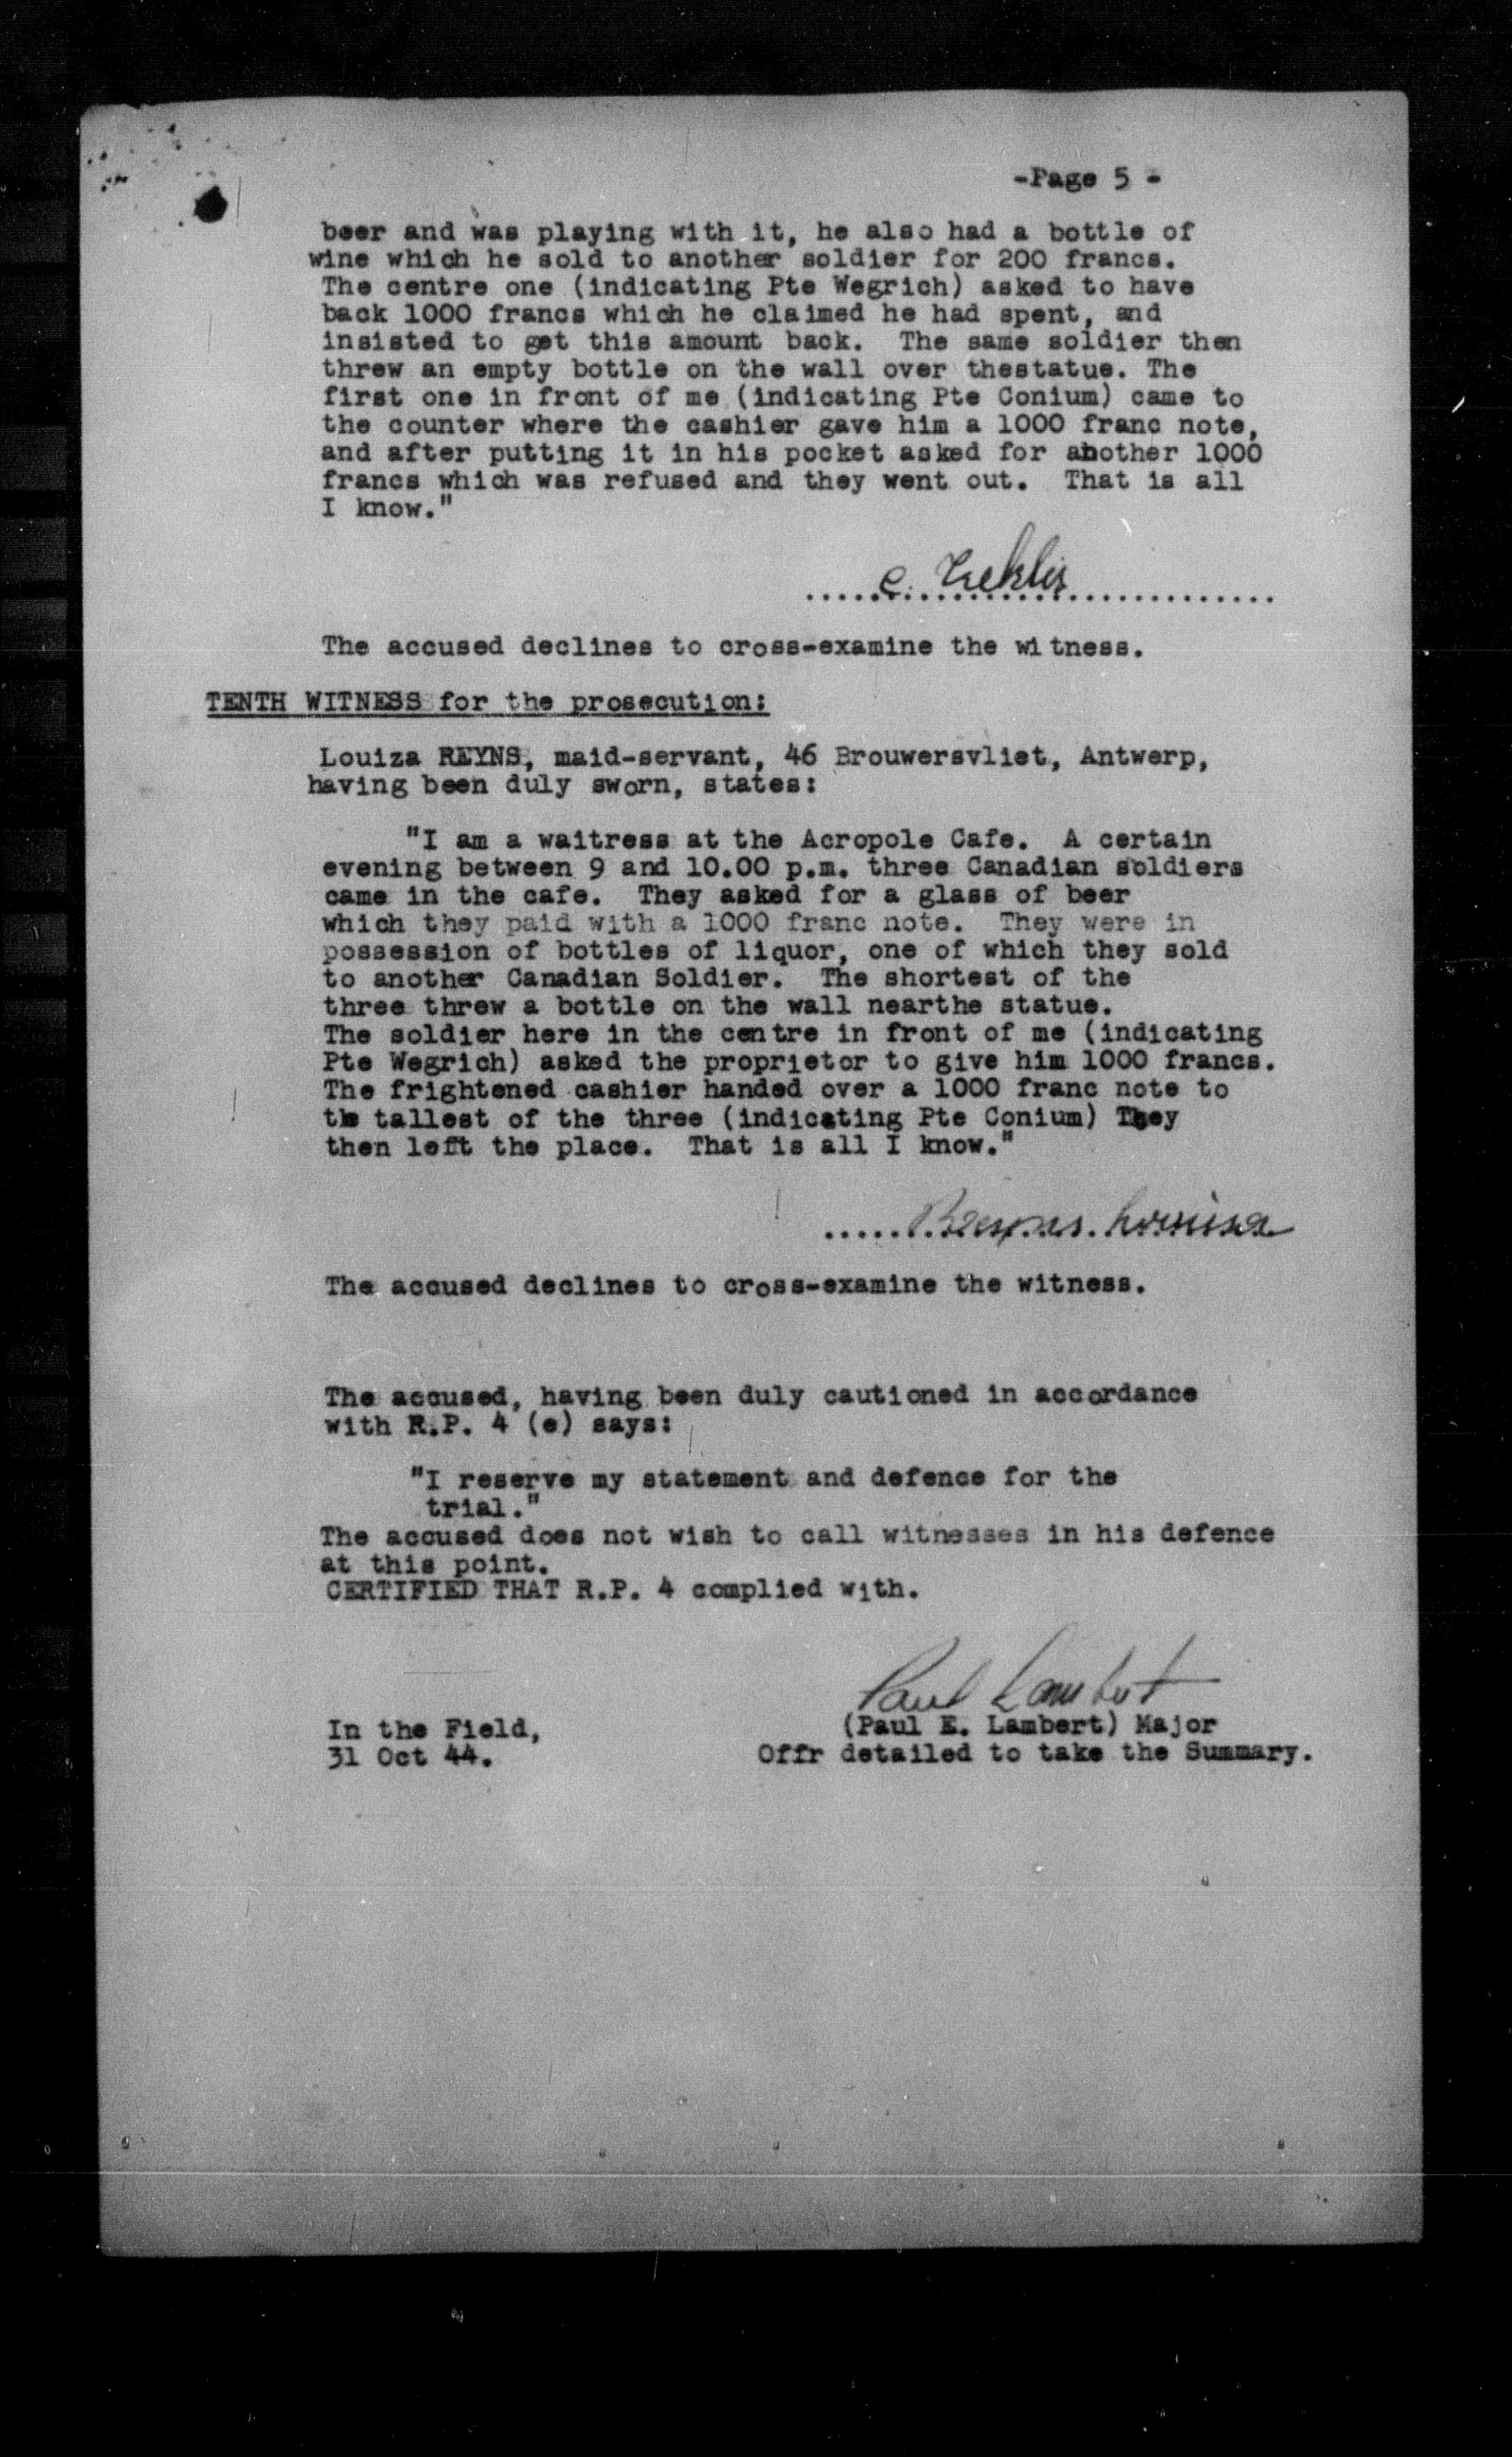 -Page 5 -
beer and was playing with it, he also had a bottle of
wine which he sold to another soldier for 200 francs.
The centre one (indicating Pte Wegrich) asked to have
back 1000 francs which he claimed he had spent, and
insisted to get this amount back. The same soldier then
threw an empty bottle on the wall over thestatue. The
first one in front of me (indicating Pte Conium) came to
the counter where the cashier gave him a 1000 franc note,
and after putting it in his pocket asked for another 1000
francs which was refused and they went out. That is all
I know."
The accused declines to cross-examine the witness.
TENTH WITNESS for the prosecution:
Louiza REYNS, maid-servant, 46 Brouwersvliet, Antwerp,
having been duly sworn, states:
"I am a waitress at the Acropole Cafe. A certain
evening between 9 and 10.00 p.m. three Canadian soldiers
came in the cafe. They asked for a glass of beer
which they paid with a 1000 franc note. They were in
possession of bottles of liquor, one of which they sold
to another Canadian Soldier. The shortest of the
three threw a bottle on the wall nearthe statue.
The soldier here in the centre in front of me (indicating
Pte Wegrich) asked the proprietor to give him 1000 francs.
The frightened cashier handed over a 1000 franc note to
the tallest of the three (indicating Pte Conium) They
then left the place. That is all I know."
The accused declines to cross-examine the witness.
The accused, having been duly cautioned in accordance
with R.P. 4 (e) says:
"I reserve my statement and defence for the
trial."
The accused does not wish to call witnesses in his defence
at this point.
CERTIFIED THAT R.P. 4 complied with.
Paul Lambert
In the Field,
(Paul E. Lambert) Major
31 Oct 44.
Offr detailed to take the Summary.